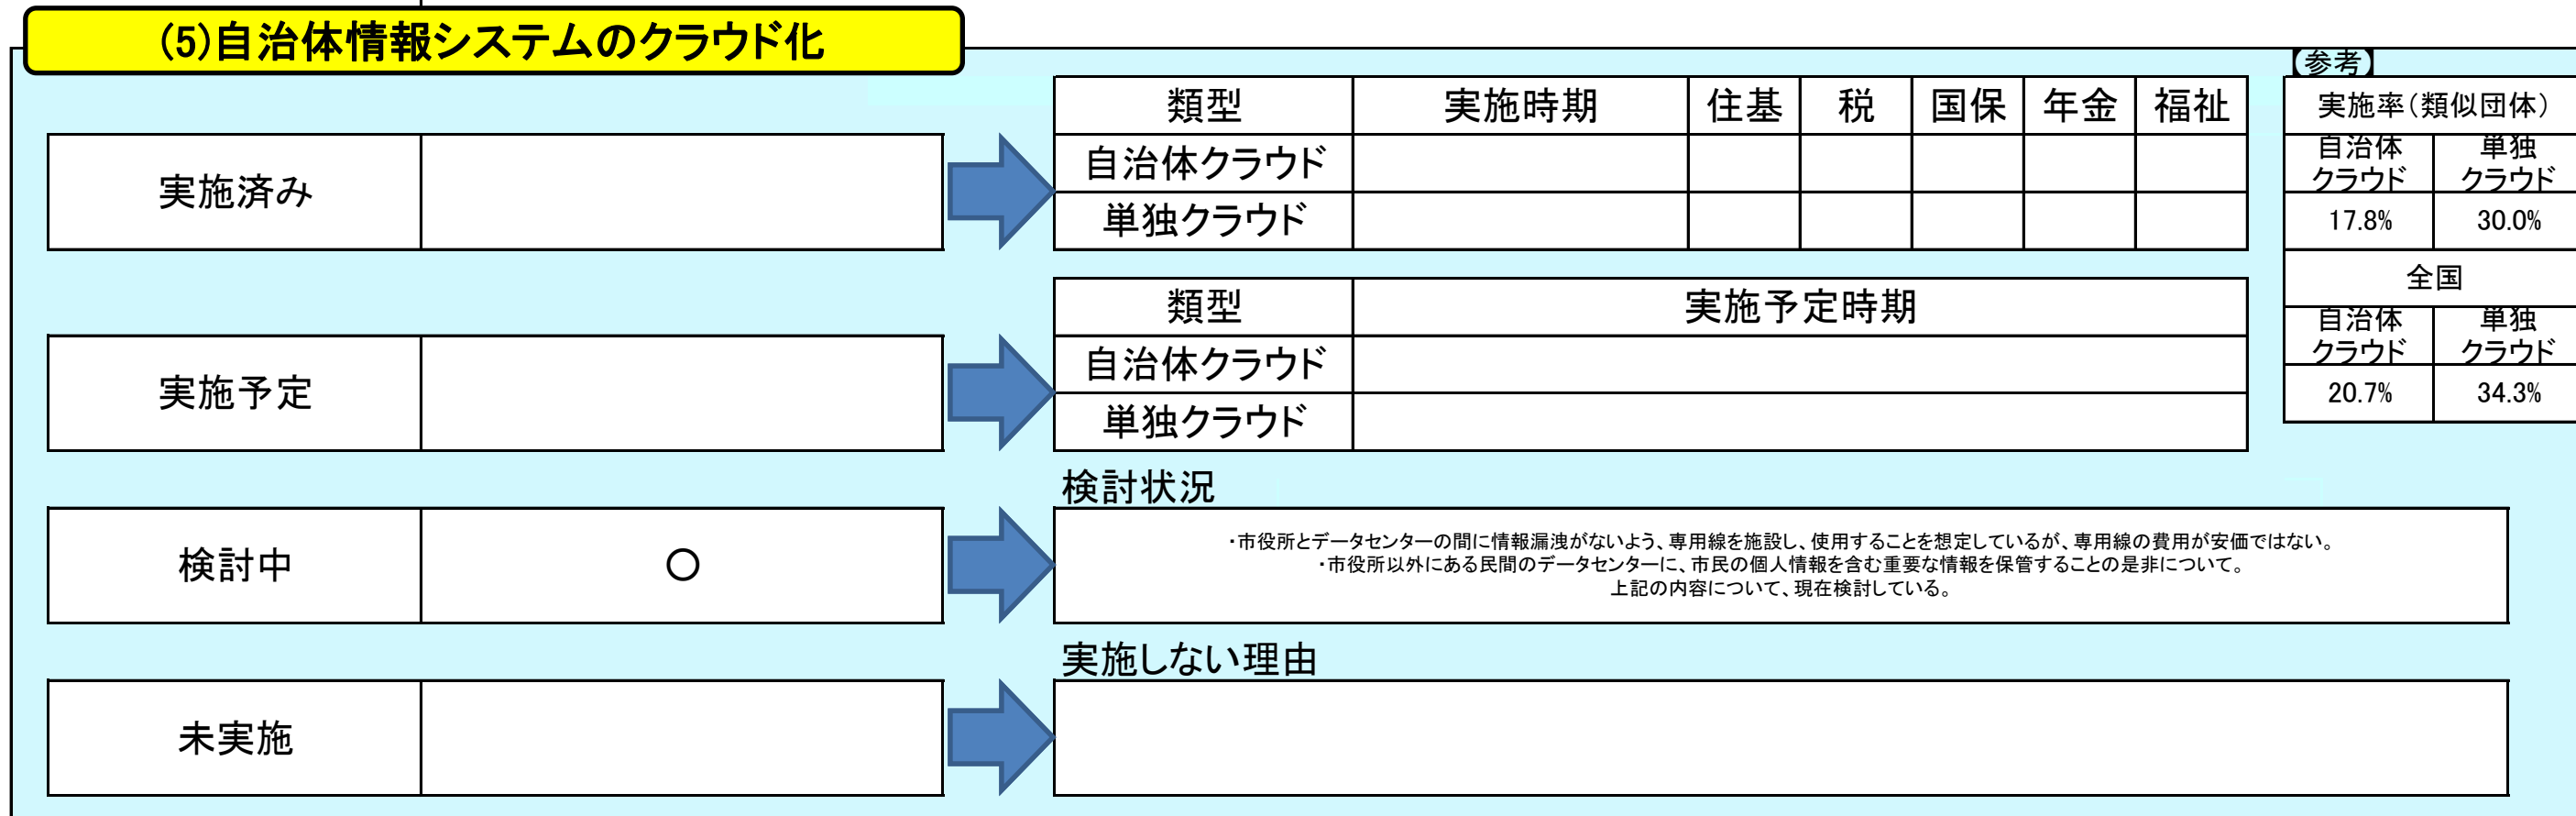 (5)自治体情報システムのクラウド化
【参考】
類型 実施時期 住基 税 国保 年金 福祉
自治体クラウド
単独クラウド
実施済み
実施率(類似団体)
自治体
クラウド
単独
クラウド
17.8% 30.0%
全国
自治体
クラウド
単独
クラウド
20.7% 34.3%
類型 実施予定時期
自治体クラウド
単独クラウド
実施予定
検討状況
検討中 ○
・市役所とデータセンターの間に情報漏洩がないよう、専用線を施設し、使用することを想定しているが、専用線の費用が安価ではない。
・市役所以外にある民間のデータセンターに、市民の個人情報を含む重要な情報を保管することの是非について。
上記の内容について、現在検討している。
実施しない理由
未実施